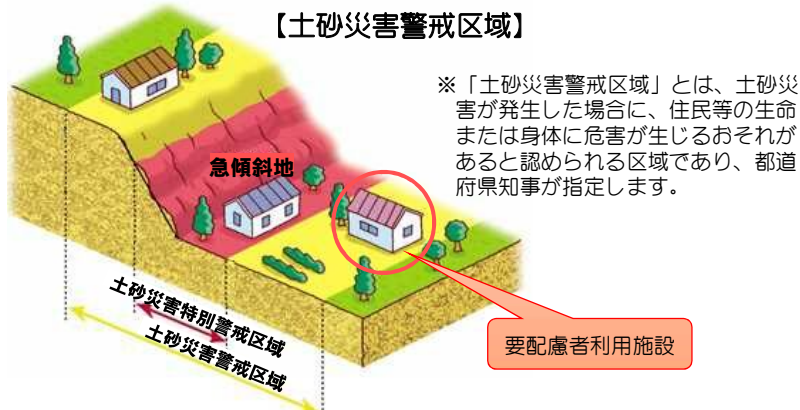 【土砂災害警戒区域】
※「土砂災害警戒区域」とは、土砂災
害が発生した場合に、住民等の生命
または身体に危害が生じるおそれが
あると認められる区域であり、都道
府県知事が指定します。
急傾斜地
土砂災害特別警戒区域
土砂災害警戒区域
要配慮者利用施設